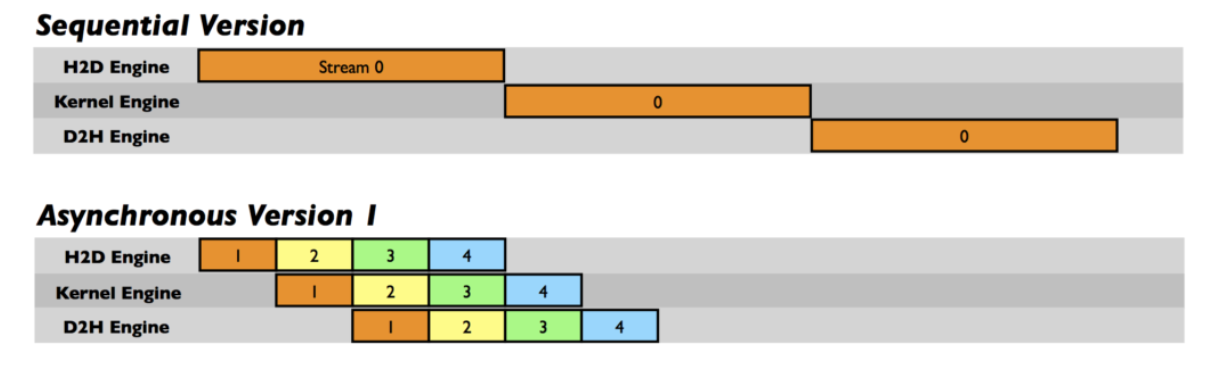 Sequential Version
H2D Engine Stream 0
Kernel Engine 0
D2H Engine 0
Asynchronous Version 1
H2D Engine 1 2 3 4
Kernel Engine 1 2 3 4
D2H Engine 1 2 3 4